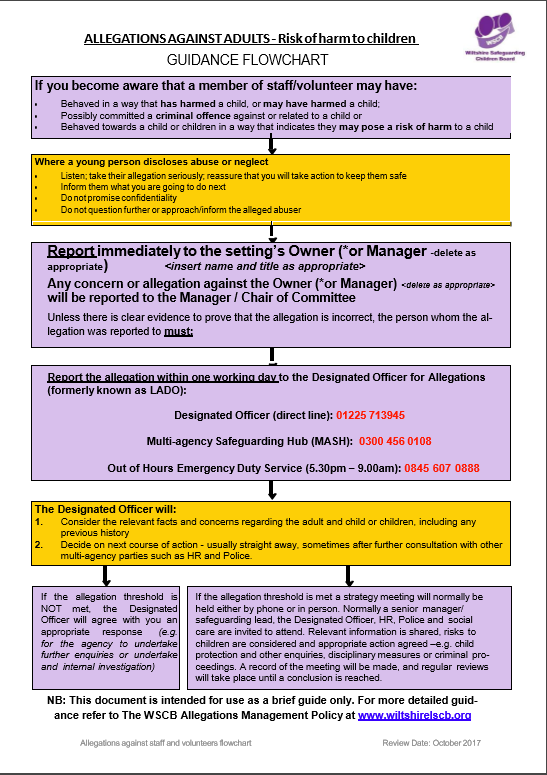 ALLEGATIONS AGAINST ADULTS - Risk of harm to children
Wiltshire Safeguarding
Children Board
GUIDANCE FLOWCHART
If you become aware that a member of staff/volunteer may have:
• Behaved in a way that has harmed a child, or may have harmed a child;
• Possibly committed a criminal offence against or related to a child or
• Behaved towards a child or children in a way that indicates they may pose a risk of harm to a child
Where a young person discloses abuse or neglect
• Listen; take their allegation seriously; reassure that you will take action to keep them safe
• Inform them what you are going to do next
• Do not promise confidentiality
• Do not question further or approach/inform the alleged abuser
Report immediately to the setting's Owner (*or Manager -delete as
appropriate) <insert name and title as appropriate>
Any concern or allegation against the Owner (*or Manager) <delete as appropriate>
will be reported to the Manager / Chair of Committee
Unless there is clear evidence to prove that the allegation is incorrect, the person whom the al-
legation was reported to must:
Report the allegation within one working day to the Designated Officer for Allegations
(formerly known as LADO):
Designated Officer (direct line): 01225 713945
Multi-agency Safeguarding Hub (MASH): 0300 456 0108
Out of Hours Emergency Duty Service (5.30pm – 9.00am): 0845 607 0888
The Designated Officer will:
1. Consider the relevant facts and concerns regarding the adult and child or children, including any
previous history
2. Decide on next course of action - usually straight away, sometimes after further consultation with other
multi-agency parties such as HR and Police.
If the allegation threshold is
NOT met, the Designated
Officer will agree with you an
appropriate response (e.g.
for the agency to undertake
further enquiries or undertake
and internal investigation)
If the allegation threshold is met a strategy meeting will normally be
held either by phone or in person. Normally a senior manager/
safeguarding lead, the Designated Officer, HR, Police and social
care are invited to attend. Relevant information is shared, risks to
children are considered and appropriate action agreed –e.g. child
protection and other enquiries, disciplinary measures or criminal pro-
ceedings. A record of the meeting will be made, and regular reviews
will take place until a conclusion is reached.
NB: This document is intended for use as a brief guide only. For more detailed guid-
ance refer to The WSCB Allegations Management Policy at www.wiltshirelscb.org
Allegations against staff and volunteers flowchart
Review Date: October 2017